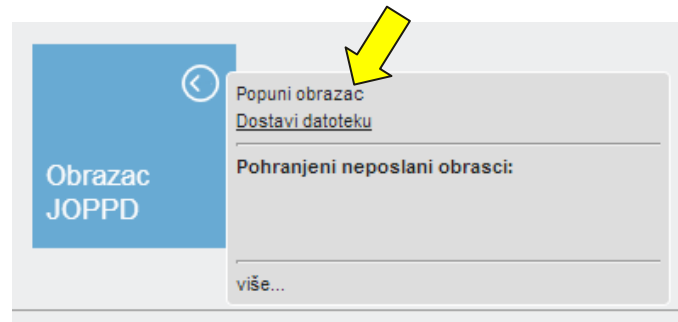 Obrazac
JOPPD
Popuni obrazac
Dostavi datoteku
Pohranjeni neposlani obrasci:
više...